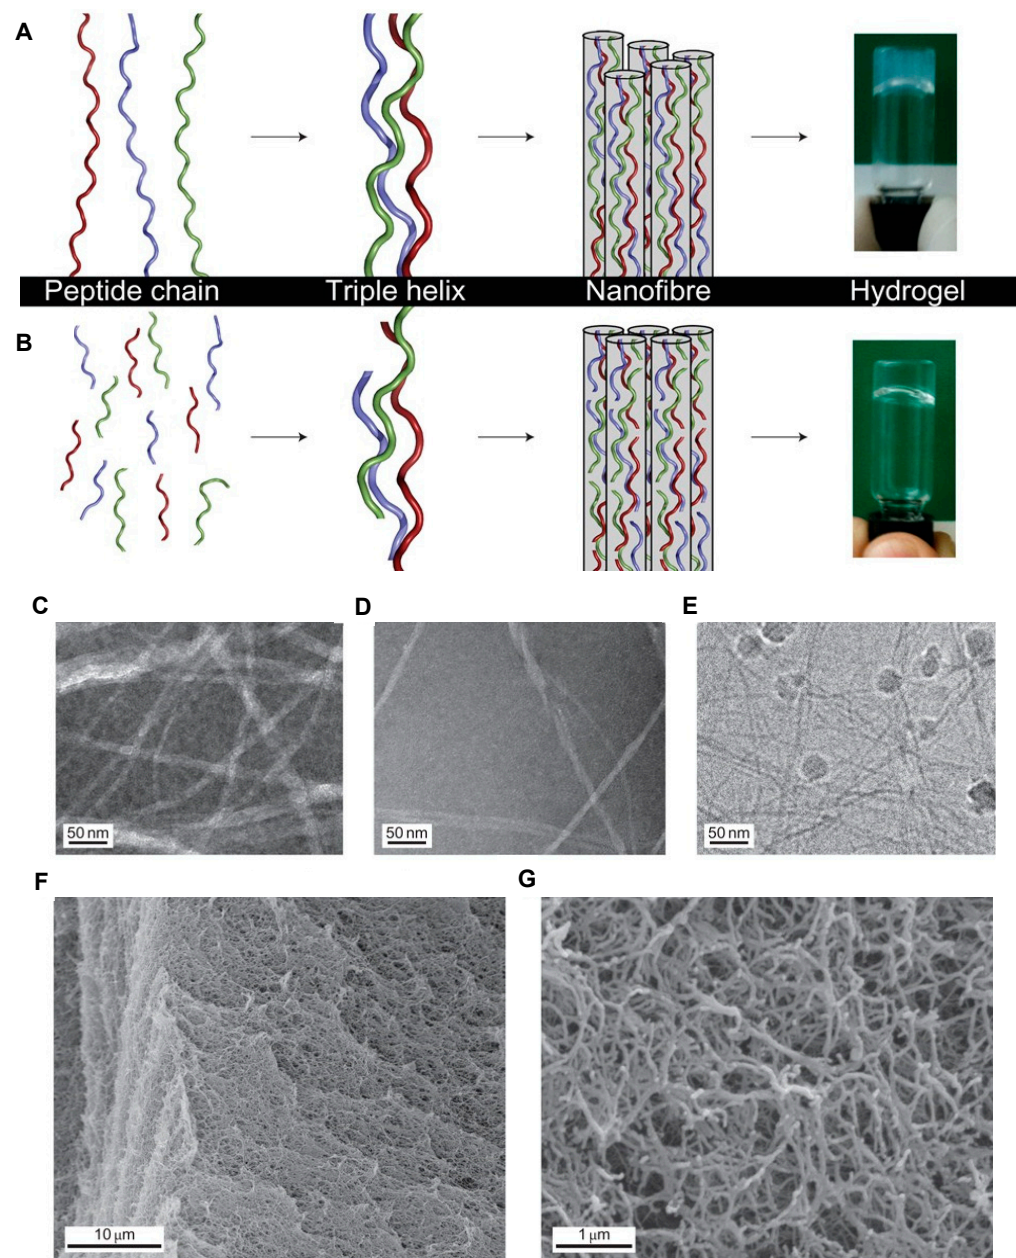 A
Peptide chain Triple helix Nanofibre Hydrogel
B
C D E
50 nm 50 nm 50 nm
F G
10 μm 1 μm